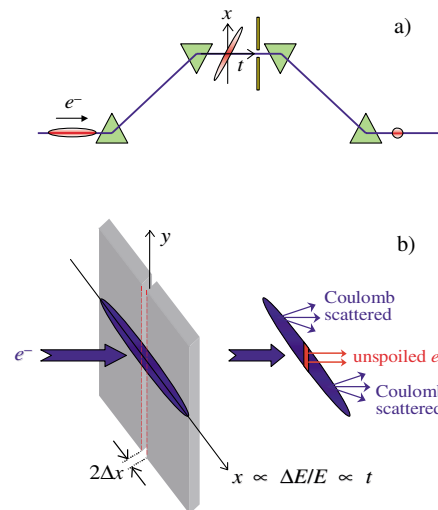 a)
x
t
e⁻
b)
y
e⁻
Coulomb
scattered
unspoiled e
Coulomb
scattered
2Δx
x ∝ ΔE/E ∝ t